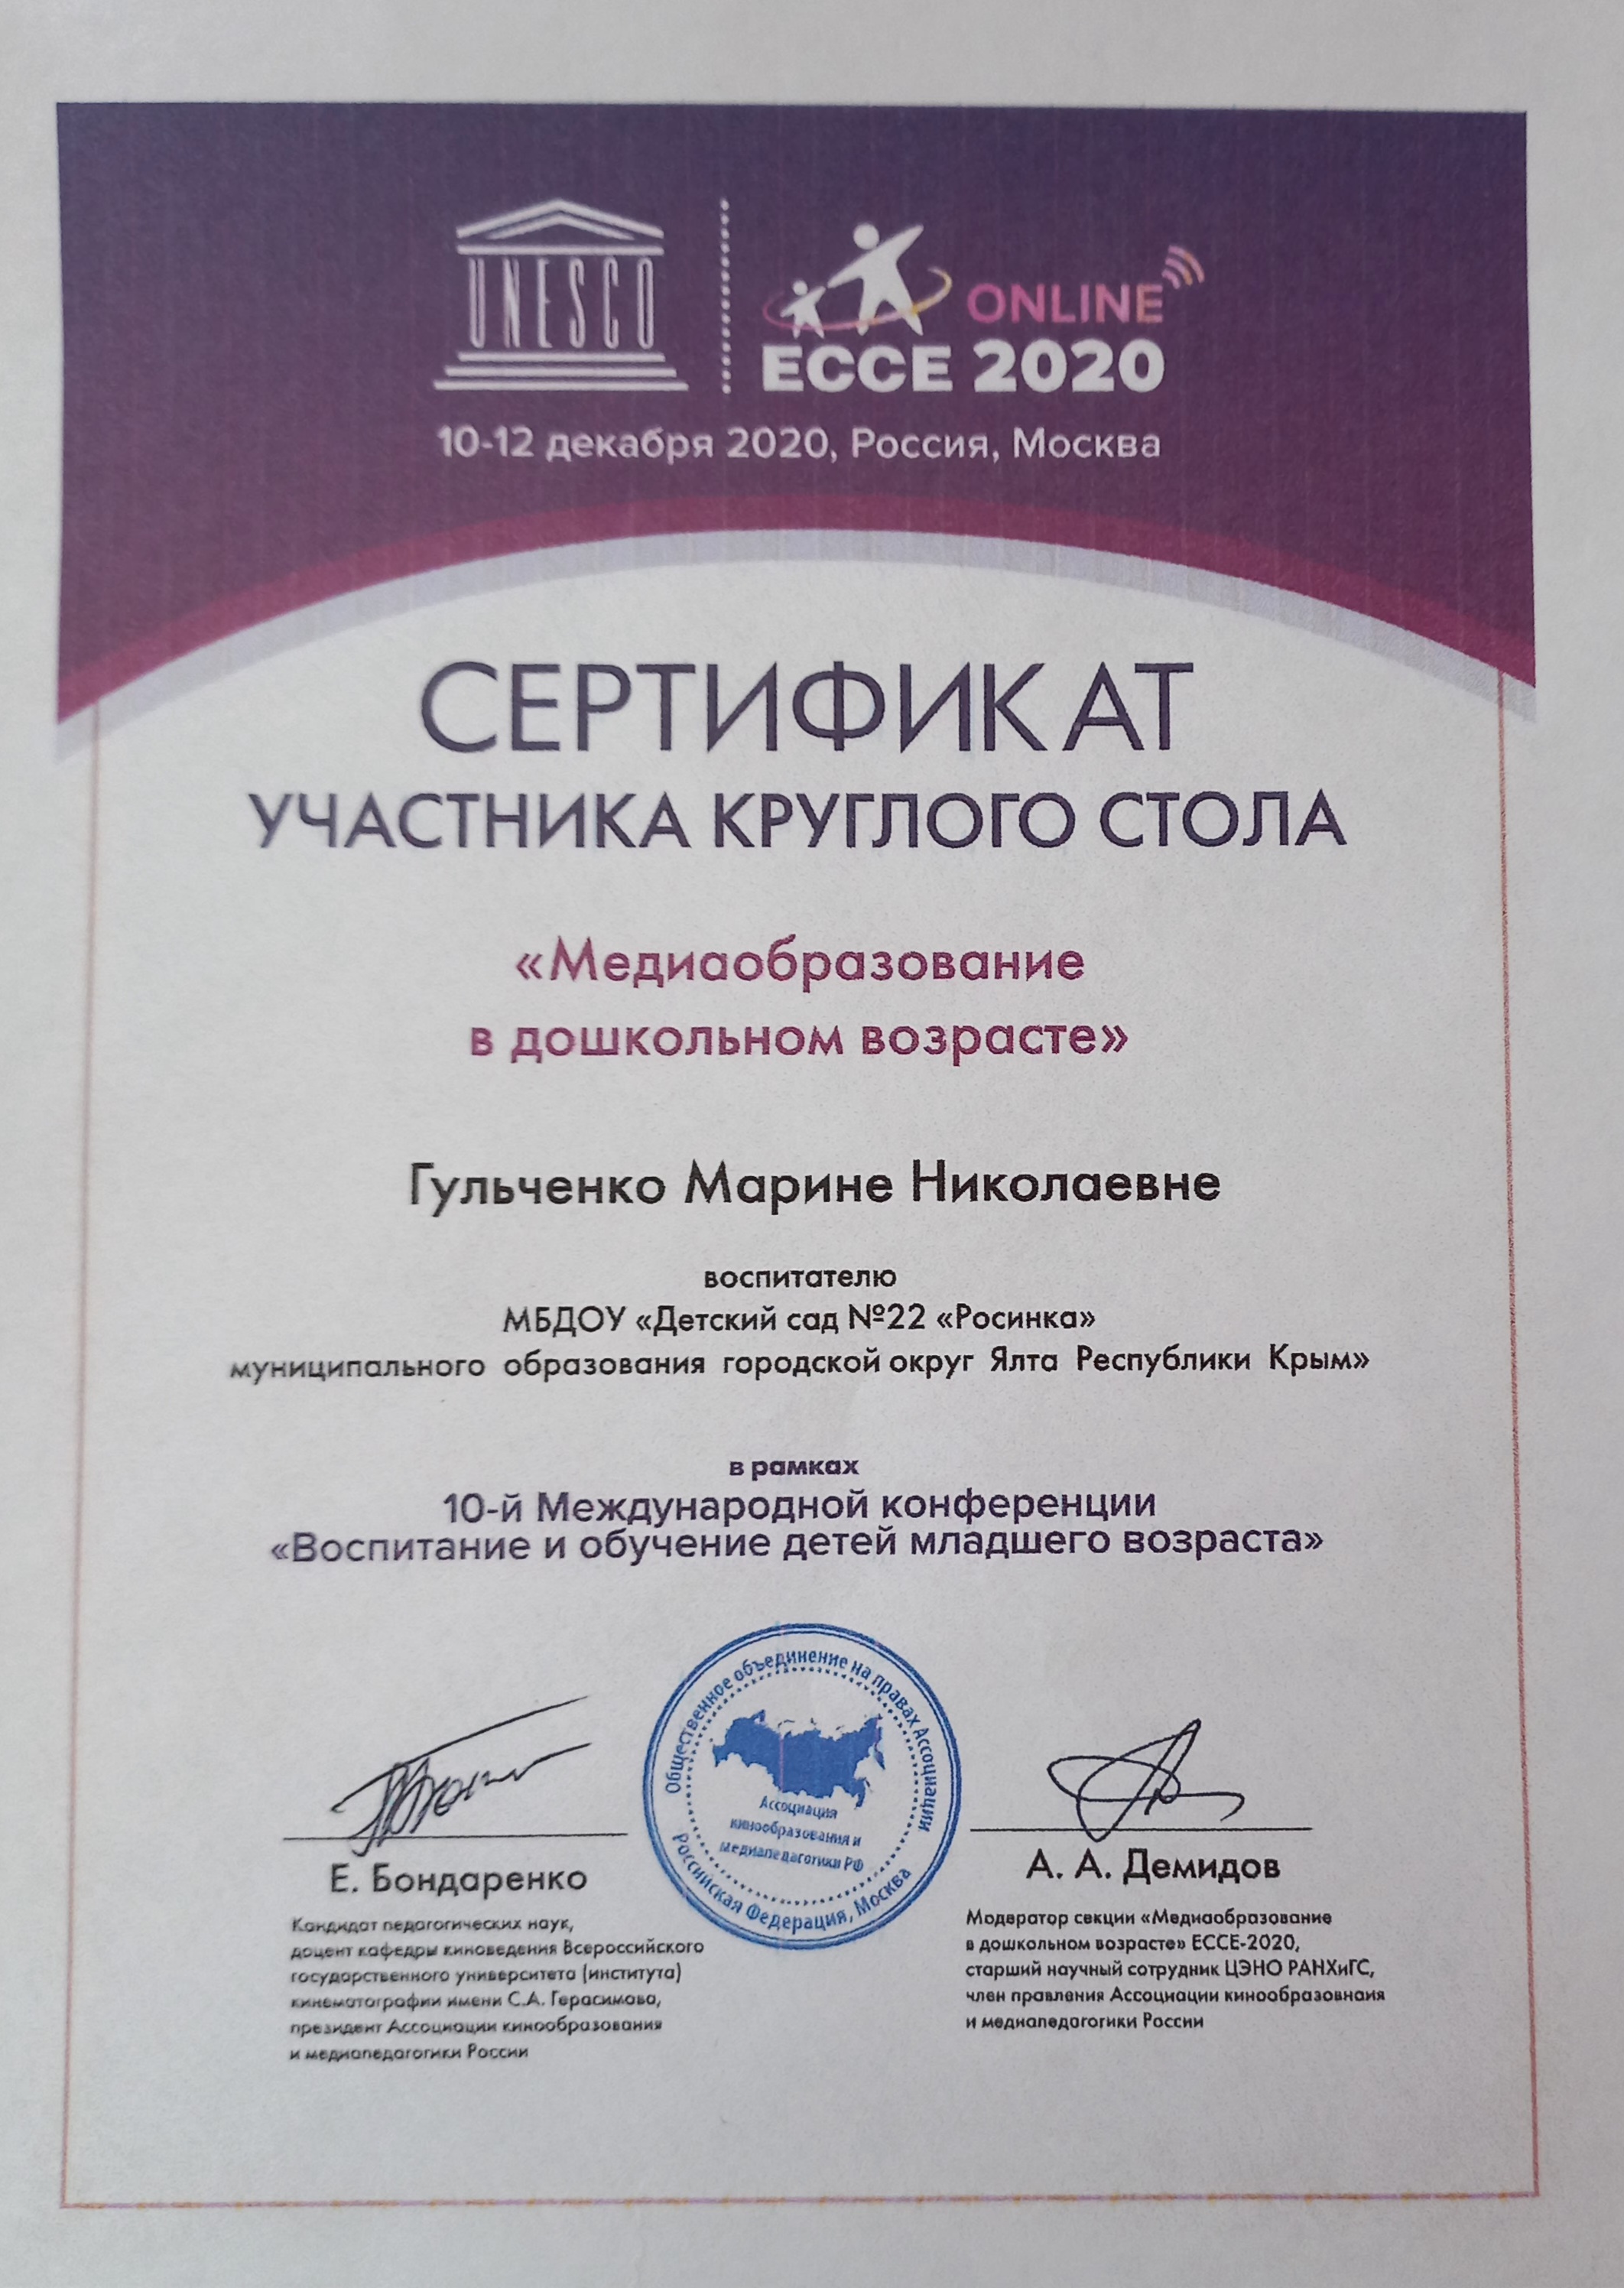 UNESCO
ONLINE
ECCE 2020
10-12 декабря 2020, Россия, Москва
СЕРТИФИКАТ
УЧАСТНИКА КРУГЛОГО СТОЛА
«Медиаобразование
в дошкольном возрасте»
Гульченко Марине Николаевне
воспитателю
МБДОУ «Детский сад №22 «Росинка»
муниципального образования городской округ Ялта Республики Крым»
в рамках
10-й Международной конференции
«Воспитание и обучение детей младшего возраста»
Общественное объединение на правах Ассоциации
Ассоциация
кинообразования и
медиапедагогики РФ
Российская Федерация, Москва
Е. Бондаренко
Кандидат педагогических наук,
доцент кафедры киноведения Всероссийского
государственного университета (института)
кинематографии имени С.А. Герасимова,
президент Ассоциации кинообразования
и медиапедагогики России
А. А. Демидов
Модератор секции «Медиаобразование
в дошкольном возрасте» ECCE-2020,
старший научный сотрудник ЦЭНО РАНХиГС,
член правления Ассоциации кинообразовнаия
и медиапедагогики России